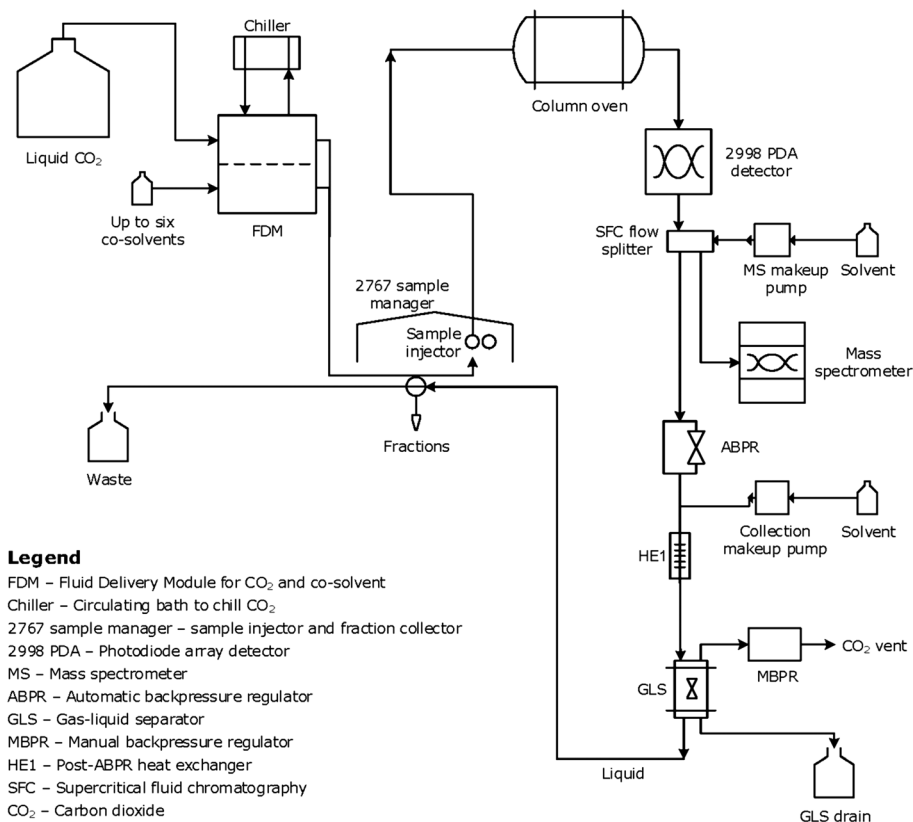 Chiller
Liquid CO₂
Up to six
co-solvents
FDM
Column oven
2998 PDA
detector
SFC flow
splitter
MS makeup
pump
Solvent
2767 sample
manager
Sample
injector
Mass
spectrometer
Fractions
Waste
ABPR
Collection
makeup pump
Solvent
HE1
GLS
MBPR
CO₂ vent
Liquid
GLS drain
Legend
FDM – Fluid Delivery Module for CO₂ and co-solvent
Chiller – Circulating bath to chill CO₂
2767 sample manager – sample injector and fraction collector
2998 PDA – Photodiode array detector
MS – Mass spectrometer
ABPR – Automatic backpressure regulator
GLS – Gas-liquid separator
MBPR – Manual backpressure regulator
HE1 – Post-ABPR heat exchanger
SFC – Supercritical fluid chromatography
CO₂ – Carbon dioxide